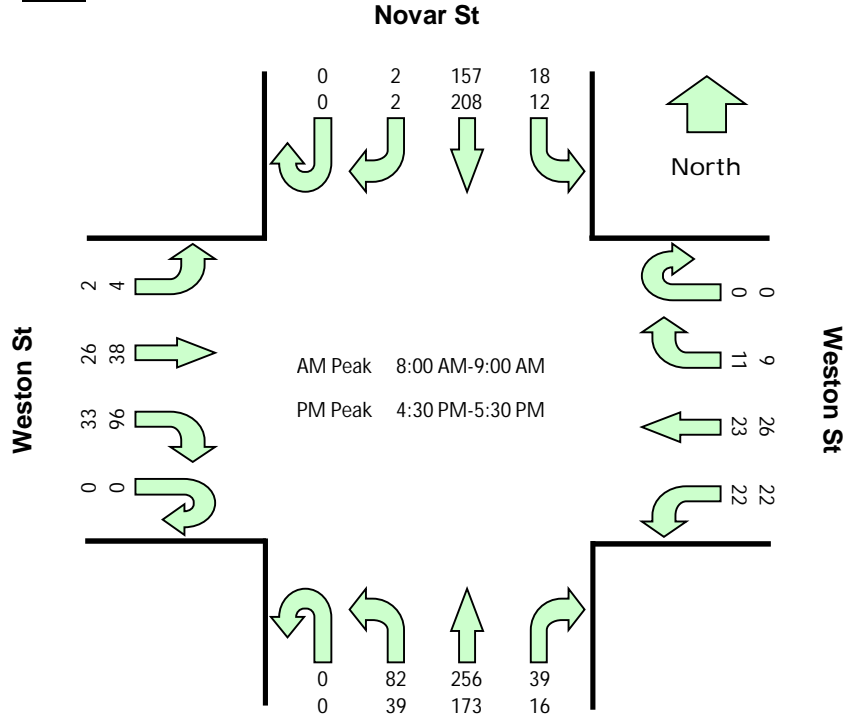 Novar St
0 2 157 18
0 2 208 12
North
2 4
26 38
33 96
0 0
Weston St
AM Peak 8:00 AM-9:00 AM
PM Peak 4:30 PM-5:30 PM
0 0
11 9
23 26
22 22
Weston St
0 82 256 39
0 39 173 16